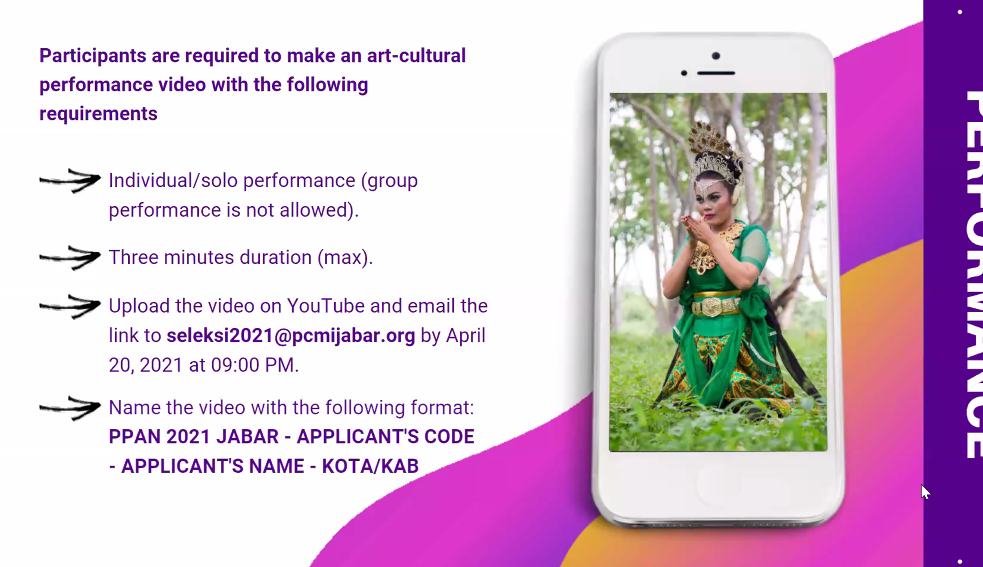 Participants are required to make an art-cultural
performance video with the following
requirements
Individual/solo performance (group
performance is not allowed).
Three minutes duration (max).
Upload the video on YouTube and email the
link to seleksi2021@pcmijabar.org by April
20, 2021 at 09:00 PM.
Name the video with the following format:
PPAN 2021 JABAR - APPLICANT'S CODE
- APPLICANT'S NAME - KOTA/KAB
PERFORMANCE